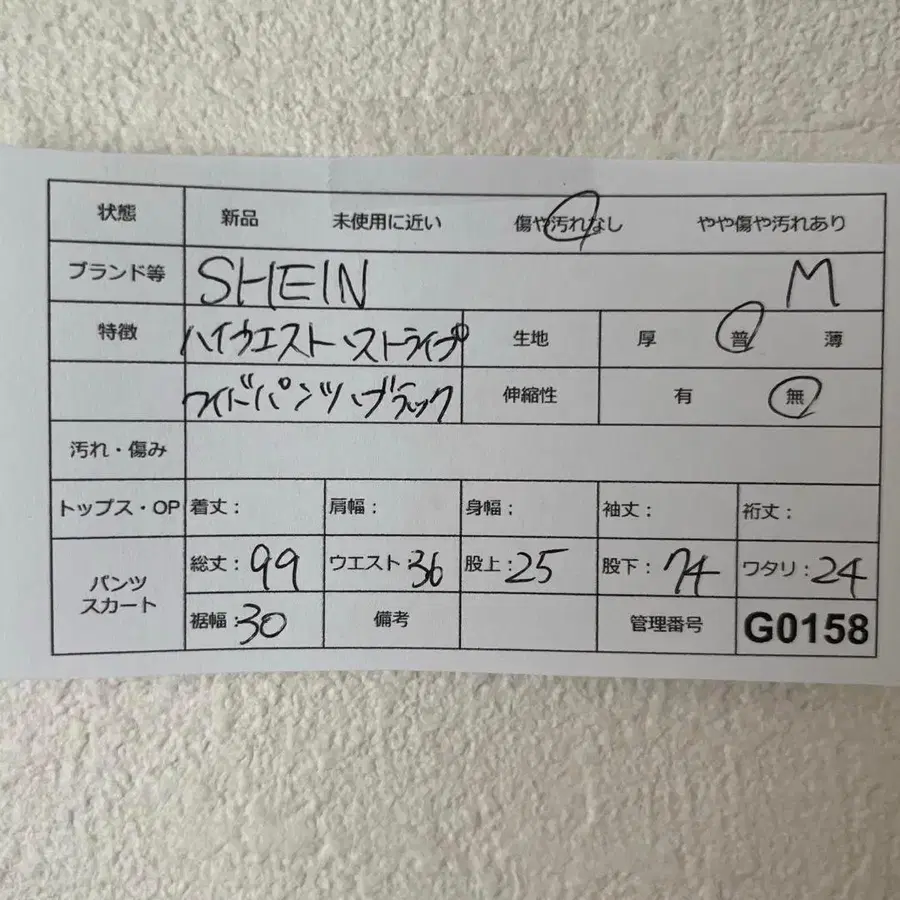 状態 新品 未使用に近い 傷や汚れなし やや傷や汚れあり
ブランド等 SHEIN M
特徴 ハイウエスト、ストライプ 生地 厚 普 薄
ワイドパンツ、ブラック 伸縮性 有 無
汚れ・傷み
トップス・OP 着丈： 肩幅： 身幅： 袖丈： 裄丈：
パンツ スカート 総丈：99 ウエスト：36 股上：25 股下：74 ワタリ：24
裾幅：30 備考 管理番号 G0158